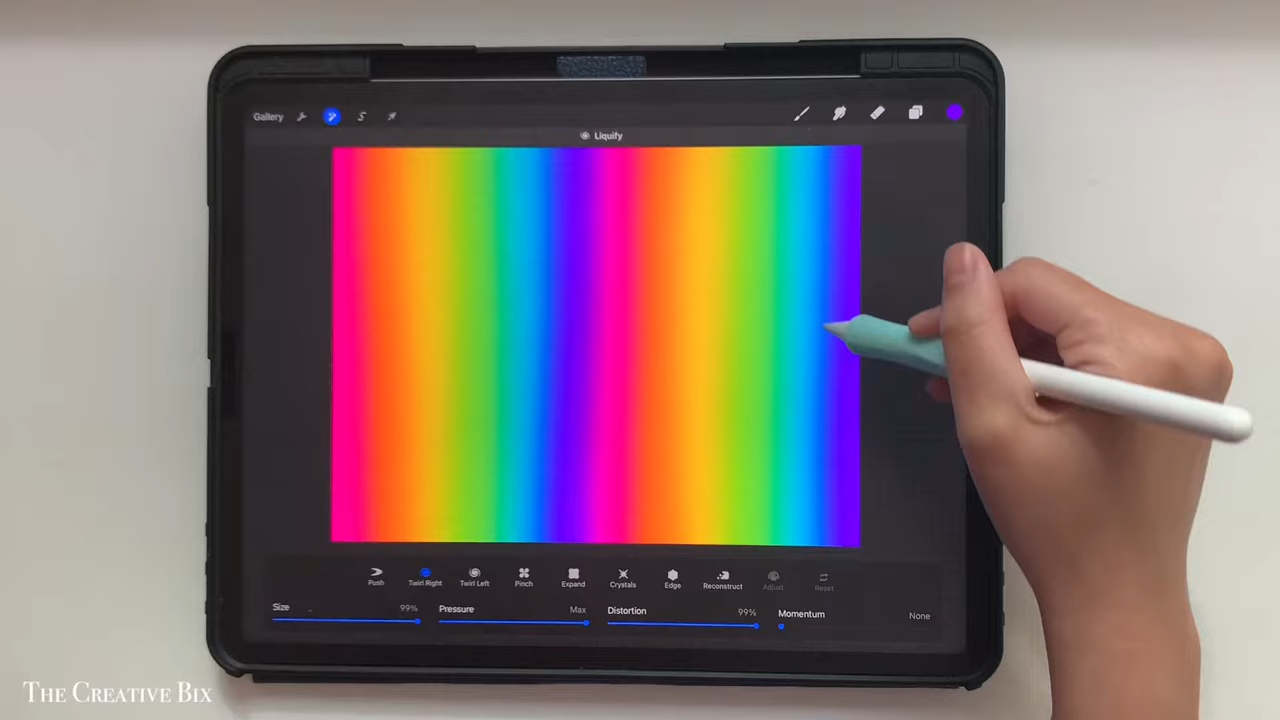 Gallery
Liquify
Push
Twirl Right
Twirl Left
Pinch
Expand
Crystals
Edge
Reconstruct
Adjust
Reset
Size 99%
Pressure Max
Distortion 99%
Momentum None
THE CREATIVE BIX